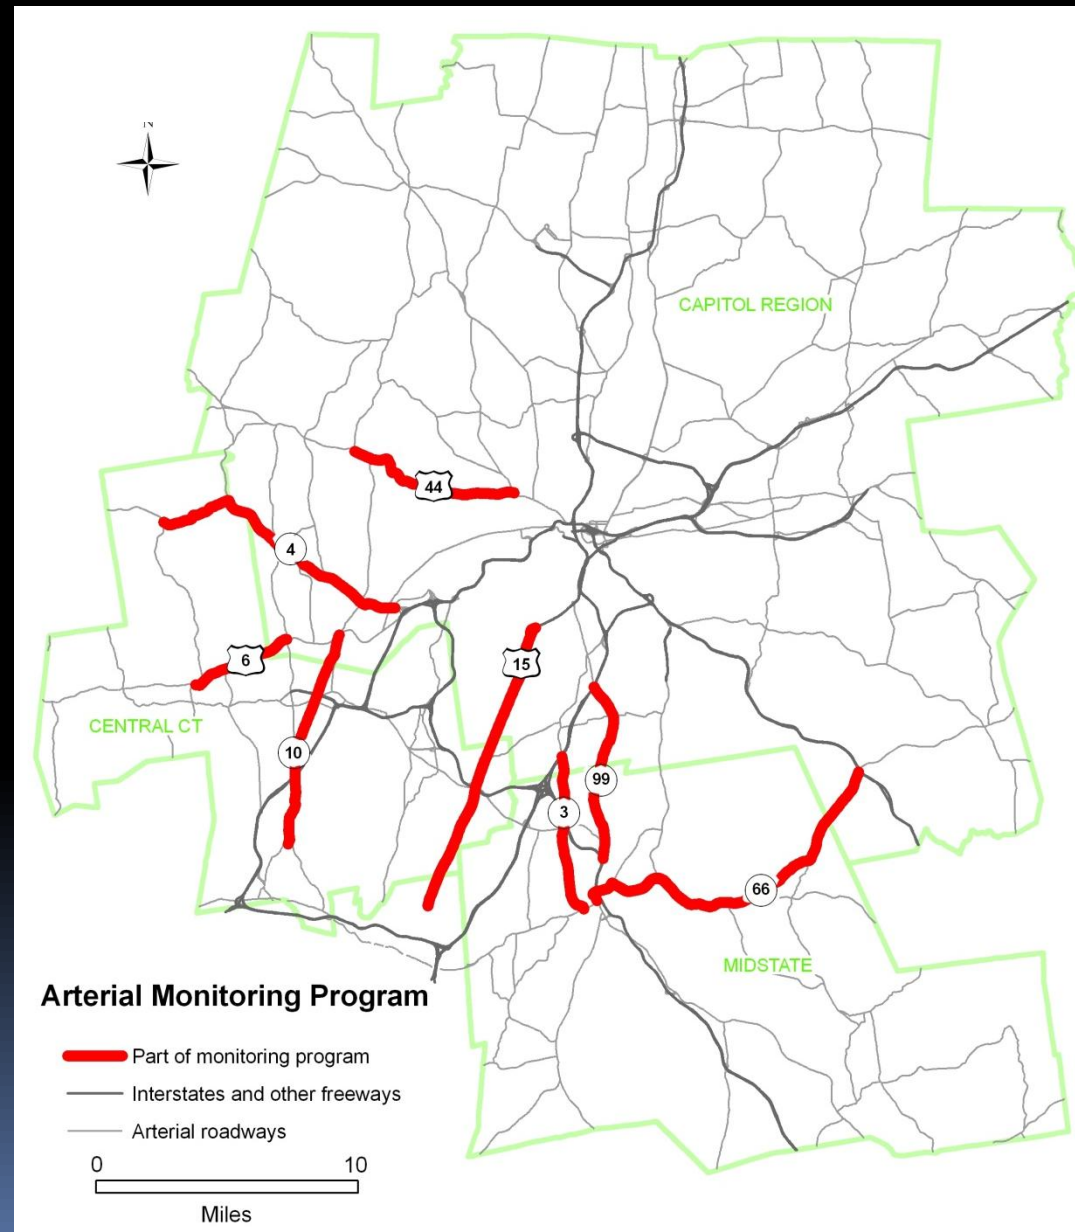 N
CAPITOL REGION
44
4
6
15
CENTRAL CT
10
99
3
66
MIDSTATE
Arterial Monitoring Program
Part of monitoring program
Interstates and other freeways
Arterial roadways
0 10
Miles